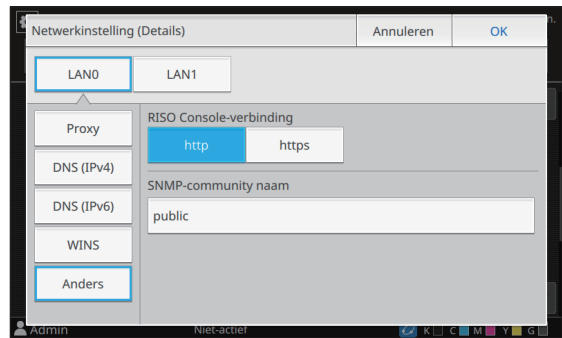 Netwerkinstelling (Details)
Annuleren
OK
n.
LAN0
LAN1
Proxy
DNS (IPv4)
DNS (IPv6)
WINS
Anders
RISO Console-verbinding
http
https
SNMP-community naam
public
Admin
Niet-actief
K
C
M
Y
G